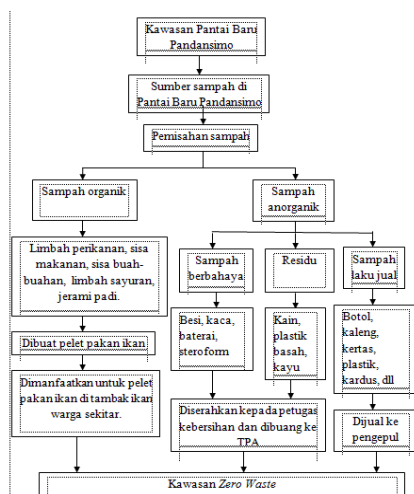 Kawasan Pantai Baru
Pandansimo
Sumber sampah di
Pantai Baru Pandansimo
Pemisahan sampah
Sampah organik
Sampah
anorganik
Limbah perikanan, sisa
makanan, sisa buah-
buahan, limbah sayuran,
jerami padi.
Sampah
berbahaya
Residu
Sampah
laku jual
Dibuat pelet pakan ikan
Besi, kaca,
baterai,
steroform
Kain,
plastik
basah,
kayu
Botol,
kaleng,
kertas,
plastik,
kardus, dll
Dimanfaatkan untuk pelet
pakan ikan di tambak ikan
warga sekitar.
Diserahkan kepada petugas
kebersihan dan dibuang ke
TPA
Dijual ke
pengepul
Kawasan Zero Waste